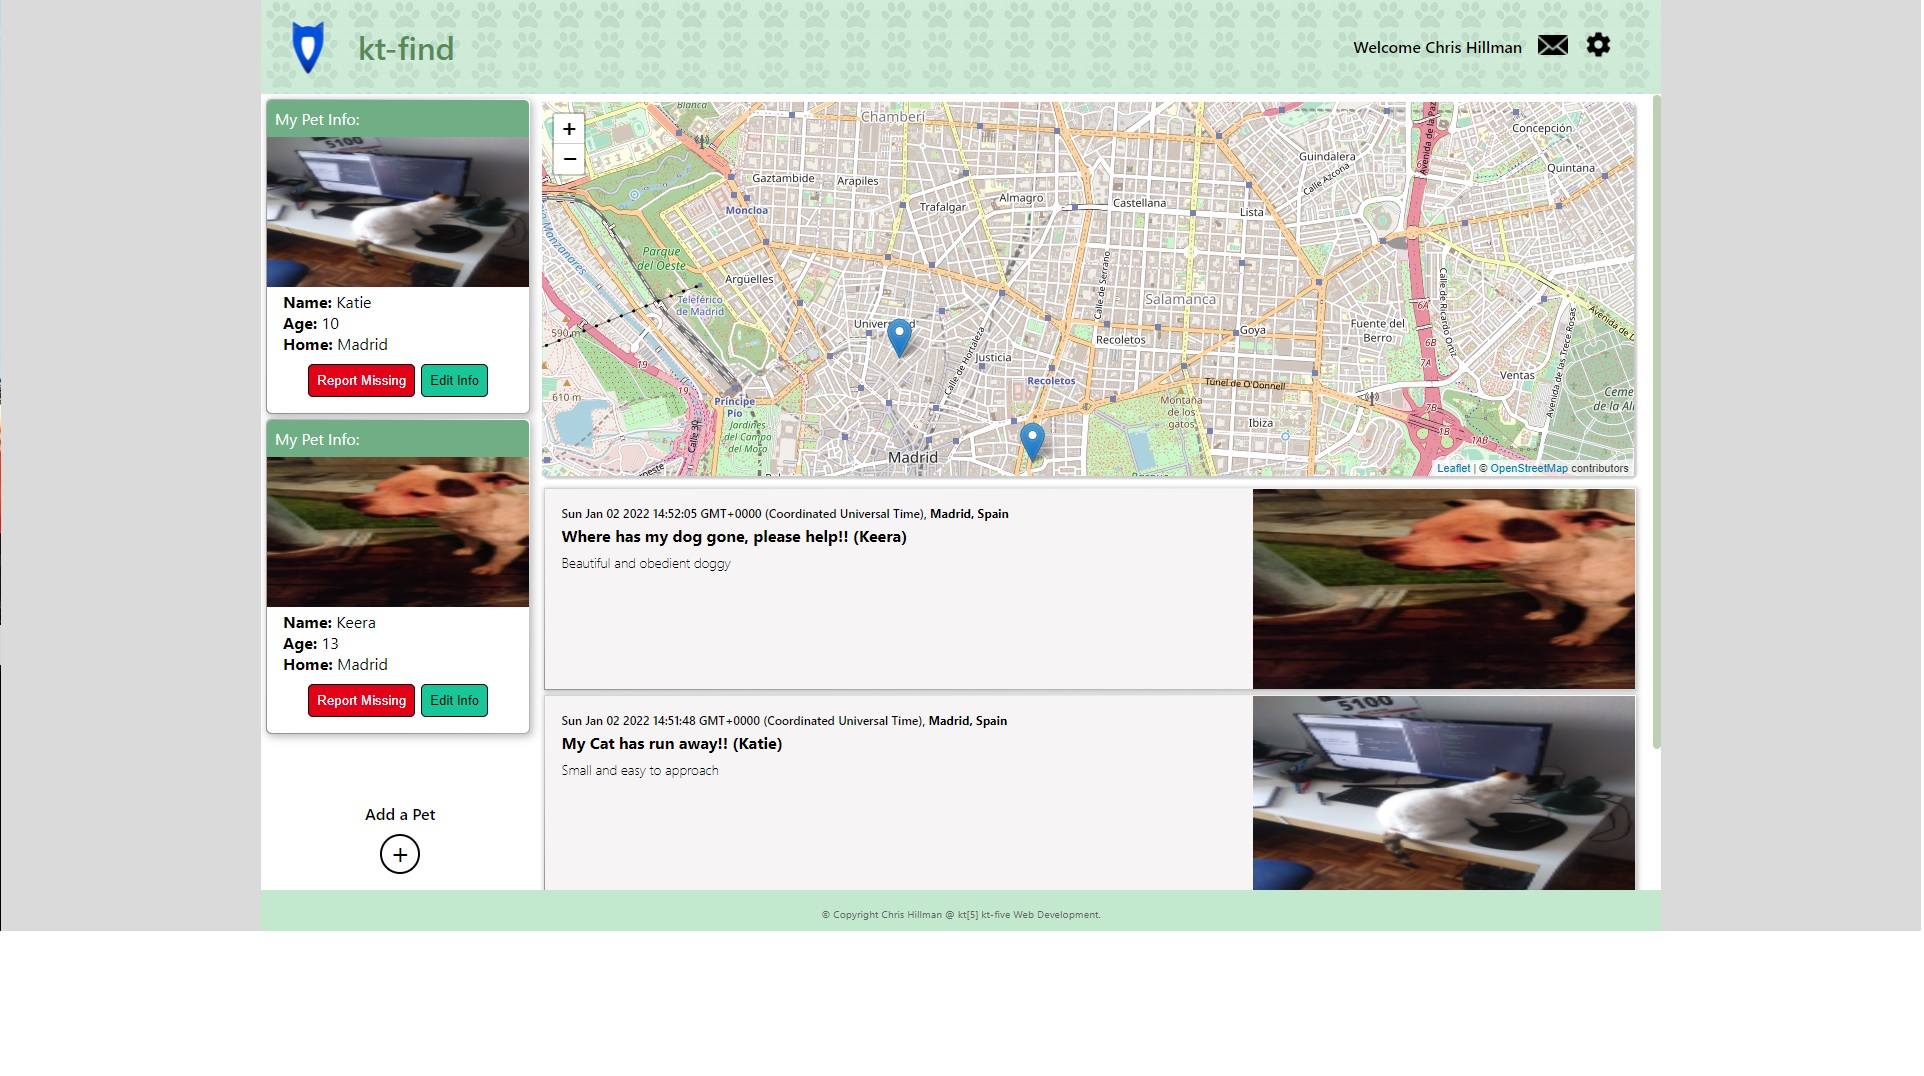 kt-find
Welcome Chris Hillman
My Pet Info:
5100
Name: Katie
Age: 10
Home: Madrid
Report Missing
Edit Info
My Pet Info:
Name: Keera
Age: 13
Home: Madrid
Report Missing
Edit Info
Add a Pet
+
+
−
Blanca
Chamberí
Concepción
Guindalera
Calle Azcona
Quintana
Avenida de la Paz
Gaztambide
Arapiles
Moncloa
Trafalgar
Almagro
Castellana
Lista
Manzanares
Parque
del Oeste
Argüelles
Teleférico
de Madrid
Calle de Serrano
Salamanca
Calle de Ricardo Ortiz
6A
Avenida de las Trece Rosas
Avenida de
590 m
Goya
Fuente del
Berro
Calle de Hortaleza
Justicia
Recoletos
6B
7A
19
Recoletos
Túnel de O'Donnell
Ventas
610 m
Príncipe
Pío
Montaña
de los
gatos
7B
Ceme
de la Al
19
Jardines
del Campo
del Moro
Calle 30
Ibiza
1B
1AB
Madrid
Leaflet | © OpenStreetMap contributors
Sun Jan 02 2022 14:52:05 GMT+0000 (Coordinated Universal Time), Madrid, Spain
Where has my dog gone, please help!! (Keera)
Beautiful and obedient doggy
Sun Jan 02 2022 14:51:48 GMT+0000 (Coordinated Universal Time), Madrid, Spain
My Cat has run away!! (Katie)
Small and easy to approach
5100
© Copyright Chris Hillman @ kt[5] kt-five Web Development.